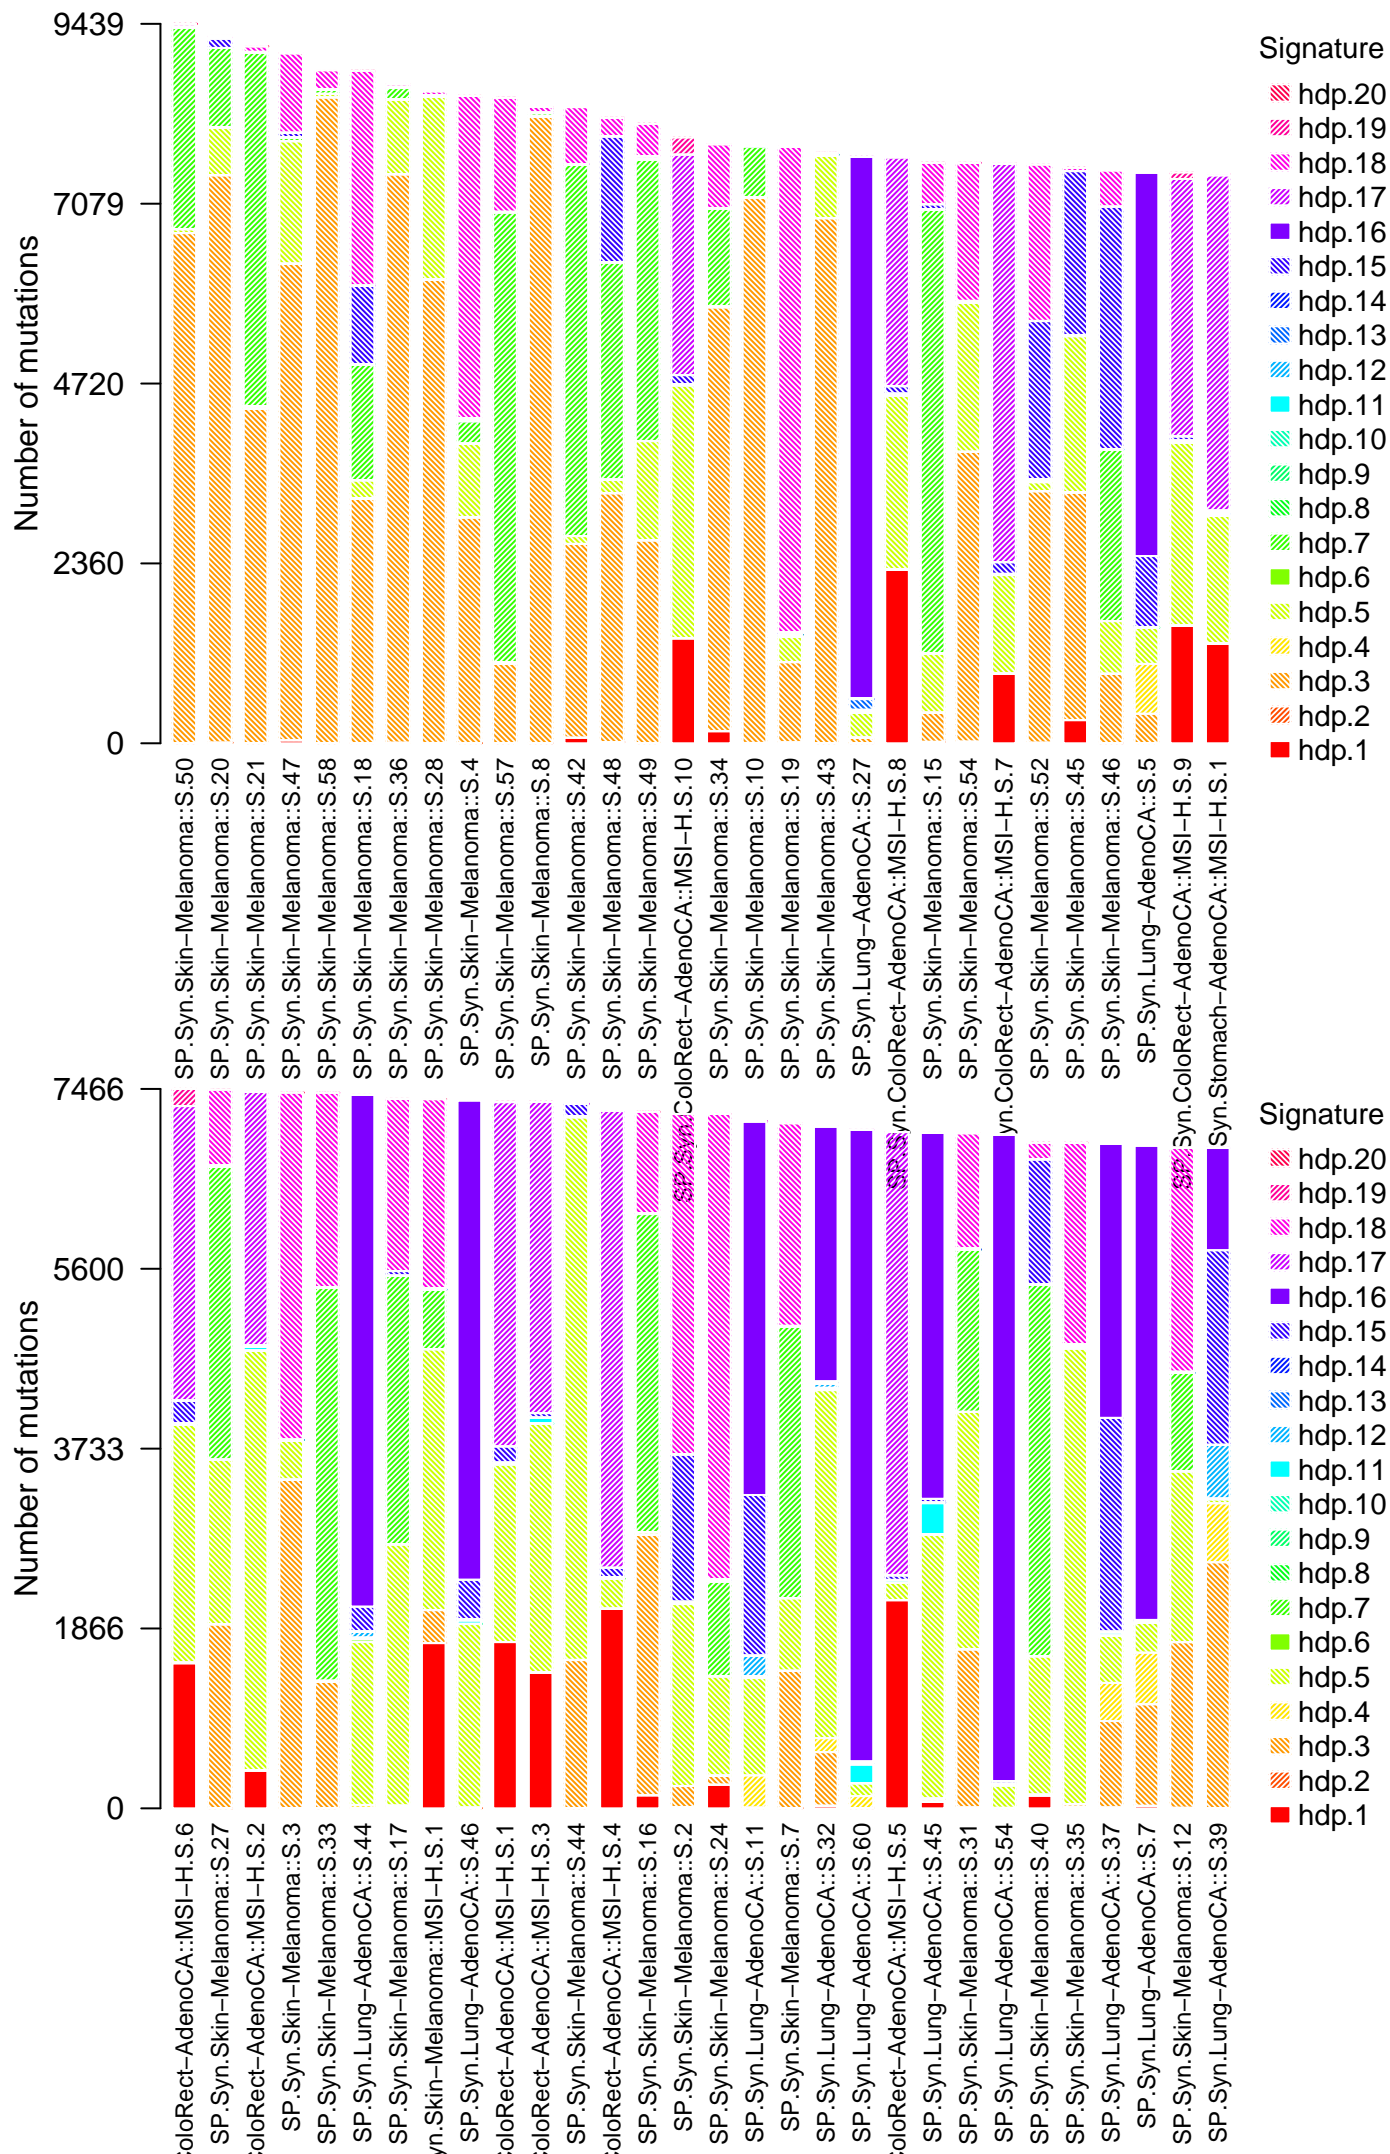 Number of mutations
9439
7079
4720
2360
0
Signature
hdp.20
hdp.19
hdp.18
hdp.17
hdp.16
hdp.15
hdp.14
hdp.13
hdp.12
hdp.11
hdp.10
hdp.9
hdp.8
hdp.7
hdp.6
hdp.5
hdp.4
hdp.3
hdp.2
hdp.1
SP.Syn.Skin−Melanoma::S.50
SP.Syn.Skin−Melanoma::S.20
SP.Syn.Skin−Melanoma::S.21
SP.Syn.Skin−Melanoma::S.47
SP.Syn.Skin−Melanoma::S.58
SP.Syn.Skin−Melanoma::S.18
SP.Syn.Skin−Melanoma::S.36
SP.Syn.Skin−Melanoma::S.28
SP.Syn.Skin−Melanoma::S.4
SP.Syn.Skin−Melanoma::S.57
SP.Syn.Skin−Melanoma::S.8
SP.Syn.Skin−Melanoma::S.42
SP.Syn.Skin−Melanoma::S.48
SP.Syn.Skin−Melanoma::S.49
SP.Syn.ColoRect−AdenoCA::MSI−H.S.10
SP.Syn.Skin−Melanoma::S.34
SP.Syn.Skin−Melanoma::S.10
SP.Syn.Skin−Melanoma::S.19
SP.Syn.Skin−Melanoma::S.43
SP.Syn.Lung−AdenoCA::S.27
SP.Syn.ColoRect−AdenoCA::MSI−H.S.8
SP.Syn.Skin−Melanoma::S.15
SP.Syn.Skin−Melanoma::S.54
yn.ColoRect−AdenoCA::MSI−H.S.7
SP.Syn.Skin−Melanoma::S.52
SP.Syn.Skin−Melanoma::S.45
SP.Syn.Skin−Melanoma::S.46
SP.Syn.Lung−AdenoCA::S.5
SP.Syn.ColoRect−AdenoCA::MSI−H.S.9
Syn.Stomach−AdenoCA::MSI−H.S.1
Number of mutations
7466
5600
3733
1866
0
Signature
hdp.20
hdp.19
hdp.18
hdp.17
hdp.16
hdp.15
hdp.14
hdp.13
hdp.12
hdp.11
hdp.10
hdp.9
hdp.8
hdp.7
hdp.6
hdp.5
hdp.4
hdp.3
hdp.2
hdp.1
oloRect−AdenoCA::MSI−H.S.6
SP.Syn.Skin−Melanoma::S.27
oloRect−AdenoCA::MSI−H.S.2
SP.Syn.Skin−Melanoma::S.3
SP.Syn.Skin−Melanoma::S.33
SP.Syn.Lung−AdenoCA::S.44
SP.Syn.Skin−Melanoma::S.17
yn.Skin−Melanoma::MSI−H.S.1
SP.Syn.Lung−AdenoCA::S.46
oloRect−AdenoCA::MSI−H.S.1
oloRect−AdenoCA::MSI−H.S.3
SP.Syn.Skin−Melanoma::S.44
oloRect−AdenoCA::MSI−H.S.4
SP.Syn.Skin−Melanoma::S.16
SP.Syn.Skin−Melanoma::S.2
SP.Syn.Skin−Melanoma::S.24
SP.Syn.Lung−AdenoCA::S.11
SP.Syn.Skin−Melanoma::S.7
SP.Syn.Lung−AdenoCA::S.32
SP.Syn.Lung−AdenoCA::S.60
oloRect−AdenoCA::MSI−H.S.5
SP.Syn.Lung−AdenoCA::S.45
SP.Syn.Skin−Melanoma::S.31
SP.Syn.Lung−AdenoCA::S.54
SP.Syn.Skin−Melanoma::S.40
SP.Syn.Skin−Melanoma::S.35
SP.Syn.Lung−AdenoCA::S.37
SP.Syn.Lung−AdenoCA::S.7
SP.Syn.Skin−Melanoma::S.12
SP.Syn.Lung−AdenoCA::S.39